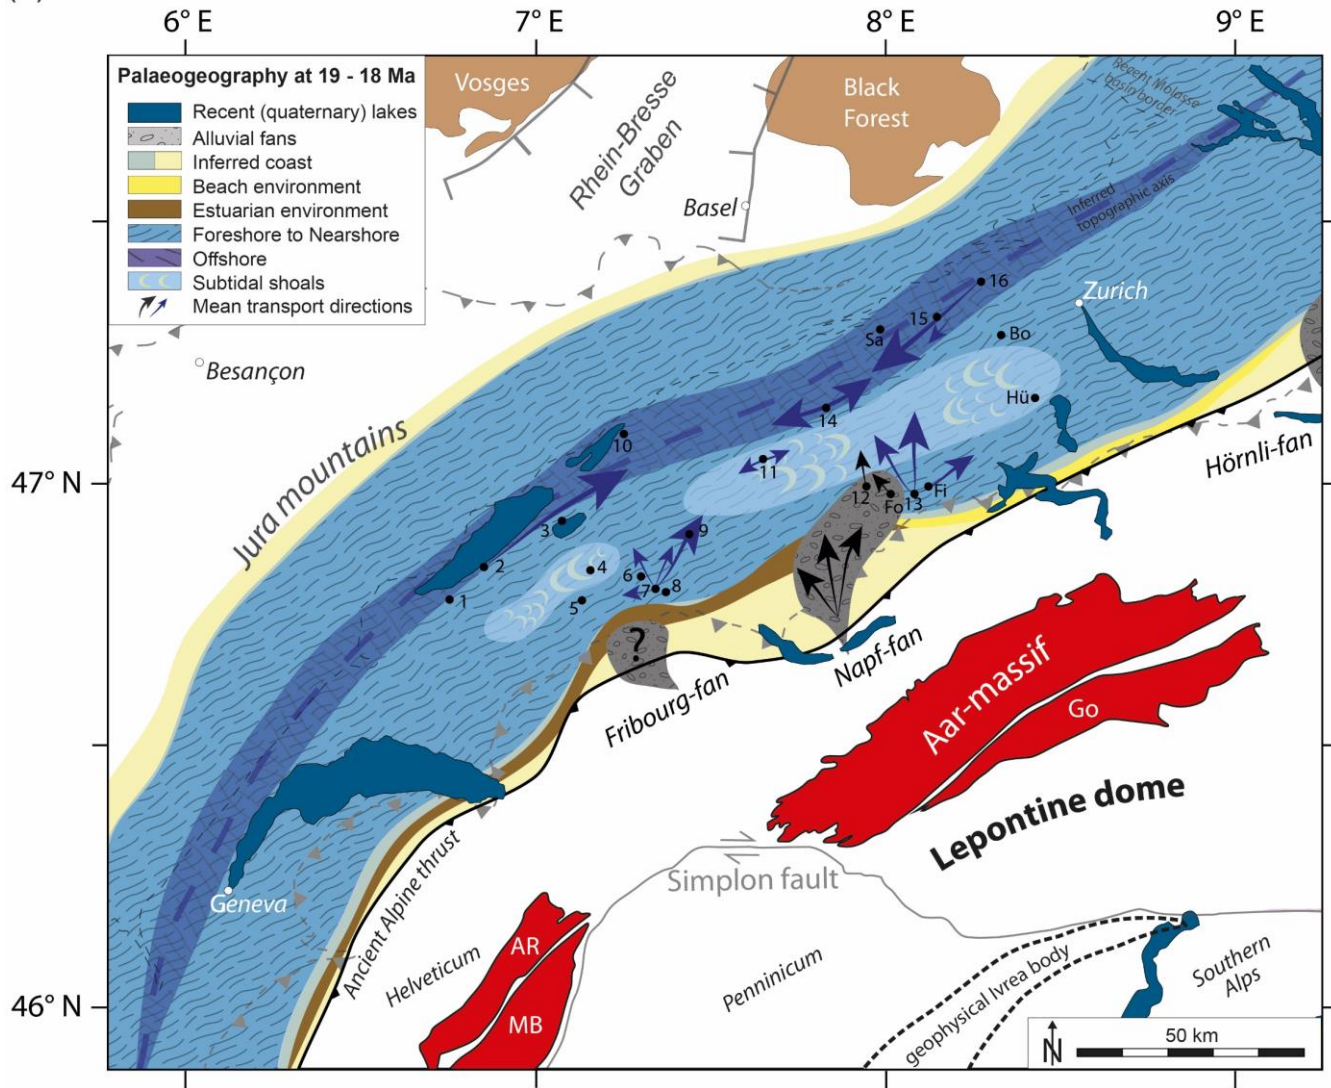 6° E
7° E
8° E
9° E
Palaeogeography at 19 - 18 Ma
Recent (quaternary) lakes
Alluvial fans
Inferred coast
Beach environment
Estuarian environment
Foreshore to Nearshore
Offshore
Subtidal shoals
Mean transport directions
Vosges
Black
Forest
Rhein-Bresse
Graben
Basel
Recent Molasse
basin border
Inferred
topographic axis
Besançon
Jura mountains
Zurich
16
15
Sa
Bo
Hü
14
10
11
47° N
12
Fo
13
Fi
Hörnli-fan
3
2
1
9
4
5
6
7
8
?
Napf-fan
Fribourg-fan
Aar-massif
Go
Lepontine dome
Simplon fault
Geneva
Ancient Alpine thrust
Helveticum
AR
MB
Penninicum
geophysical Ivrea body
Southern
Alps
46° N
N
50 km